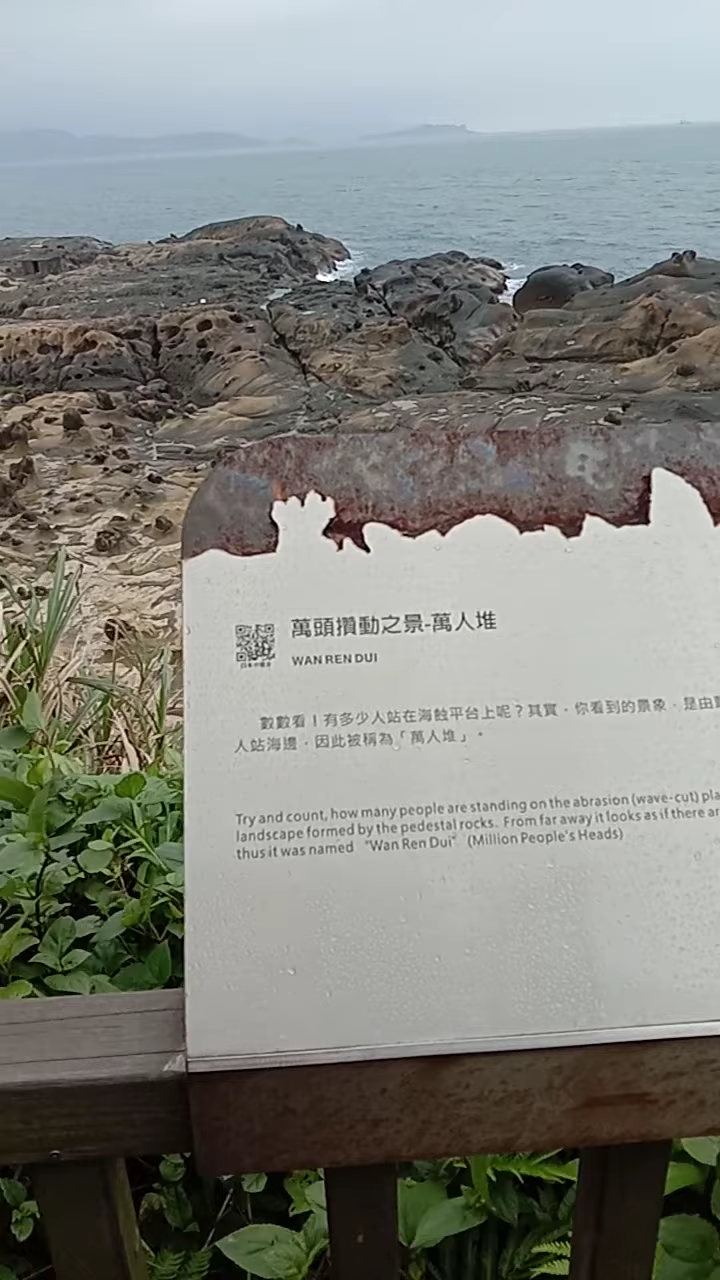 萬頭攢動之景-萬人堆
WAN REN DUI
數數看！有多少人站在海蝕平台上呢？其實，你看到的景象，是由
人站海邊，因此被稱為「萬人堆」。
Try and count, how many people are standing on the abrasion (wave-cut) pla
landscape formed by the pedestal rocks. From far away it looks as if there ar
thus it was named "Wan Ren Dui" (Million People's Heads)